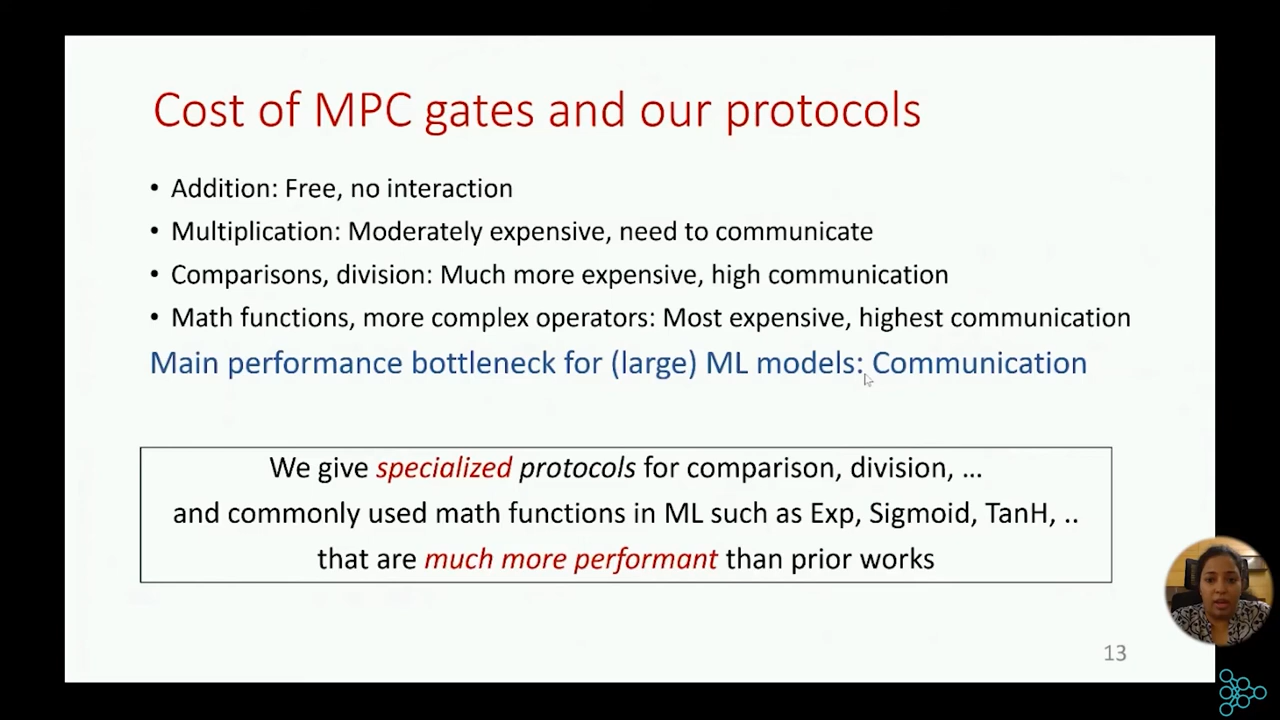 Cost of MPC gates and our protocols
• Addition: Free, no interaction
• Multiplication: Moderately expensive, need to communicate
• Comparisons, division: Much more expensive, high communication
• Math functions, more complex operators: Most expensive, highest communication
Main performance bottleneck for (large) ML models: Communication
We give specialized protocols for comparison, division, ...
and commonly used math functions in ML such as Exp, Sigmoid, TanH, ..
that are much more performant than prior works
13